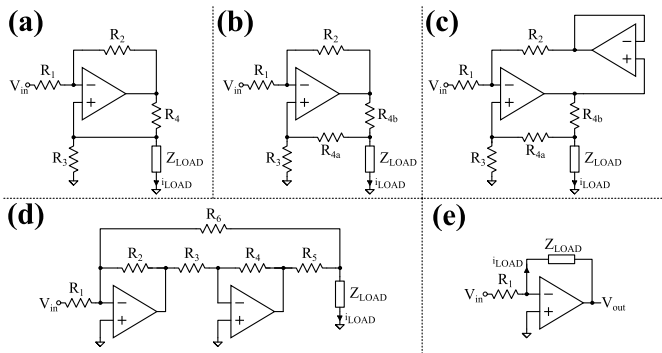 (a)
R2
R1
Vin
−
+
R4
R3
ZLOAD
iLOAD
(b)
R2
R1
Vin
−
+
R4b
R4a
R3
ZLOAD
iLOAD
(c)
R2
−
+
R1
Vin
−
+
R4b
R4a
R3
ZLOAD
iLOAD
(d)
R6
R2
R3
R4
R5
R1
Vin
−
+
−
+
ZLOAD
iLOAD
(e)
ZLOAD
iLOAD
R1
Vin
−
+
Vout